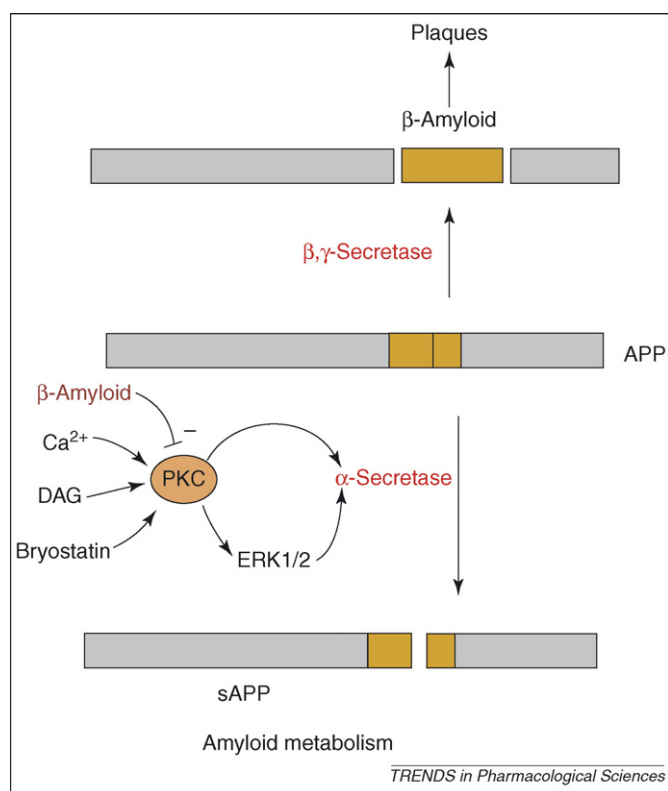 Plaques
β-Amyloid
β,γ-Secretase
APP
β-Amyloid
−
Ca²⁺
PKC
α-Secretase
DAG
Bryostatin
ERK1/2
sAPP
Amyloid metabolism
TRENDS in Pharmacological Sciences